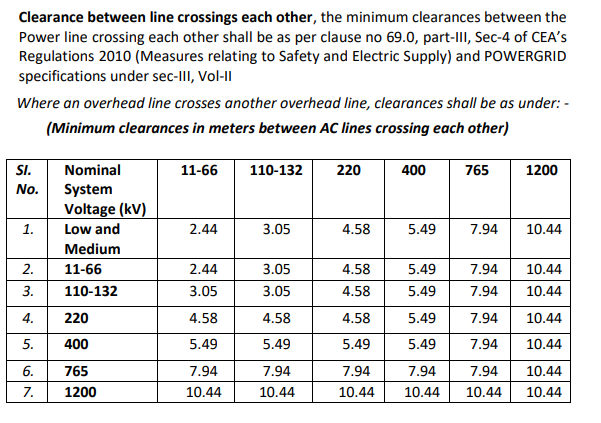 Clearance between line crossings each other, the minimum clearances between the
Power line crossing each other shall be as per clause no 69.0, part-III, Sec-4 of CEA's
Regulations 2010 (Measures relating to Safety and Electric Supply) and POWERGRID
specifications under sec-III, Vol-II
Where an overhead line crosses another overhead line, clearances shall be as under: -
(Minimum clearances in meters between AC lines crossing each other)
Sl. Nominal 11-66 110-132 220 400 765 1200
No. System
Voltage (kV)
1. Low and 2.44 3.05 4.58 5.49 7.94 10.44
Medium
2. 11-66 2.44 3.05 4.58 5.49 7.94 10.44
3. 110-132 3.05 3.05 4.58 5.49 7.94 10.44
4. 220 4.58 4.58 4.58 5.49 7.94 10.44
5. 400 5.49 5.49 5.49 5.49 7.94 10.44
6. 765 7.94 7.94 7.94 7.94 7.94 10.44
7. 1200 10.44 10.44 10.44 10.44 10.44 10.44